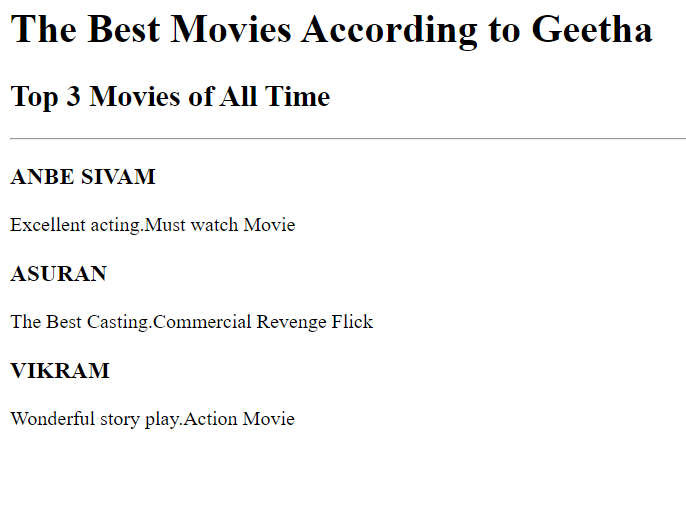 The Best Movies According to Geetha
Top 3 Movies of All Time
ANBE SIVAM
Excellent acting.Must watch Movie
ASURAN
The Best Casting.Commercial Revenge Flick
VIKRAM
Wonderful story play.Action Movie